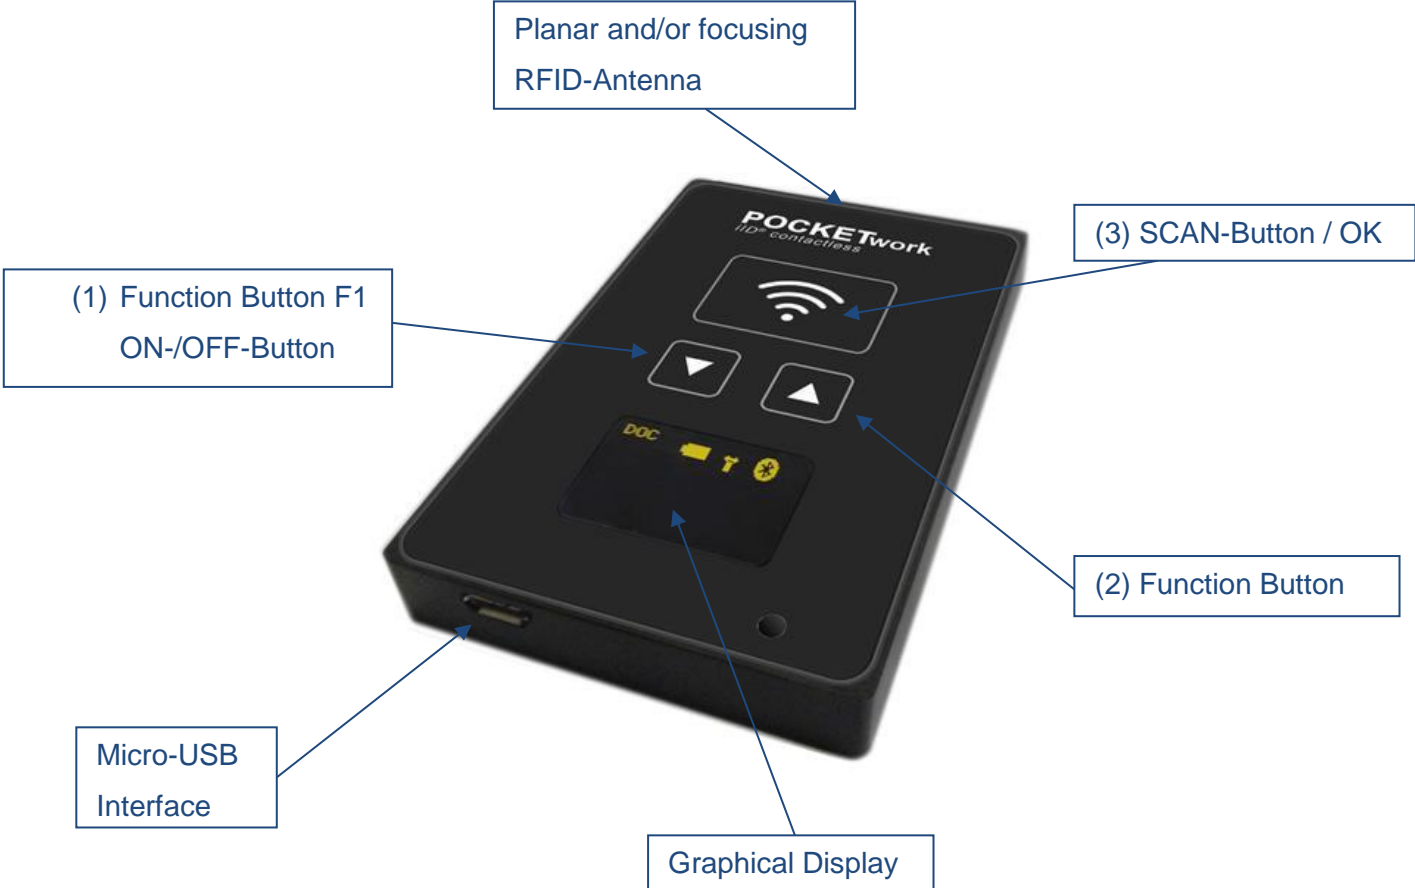 Planar and/or focusing
RFID-Antenna
POCKETwork
iID® contactless
(3) SCAN-Button / OK
(1) Function Button F1
ON-/OFF-Button
DOC
(2) Function Button
Micro-USB
Interface
Graphical Display